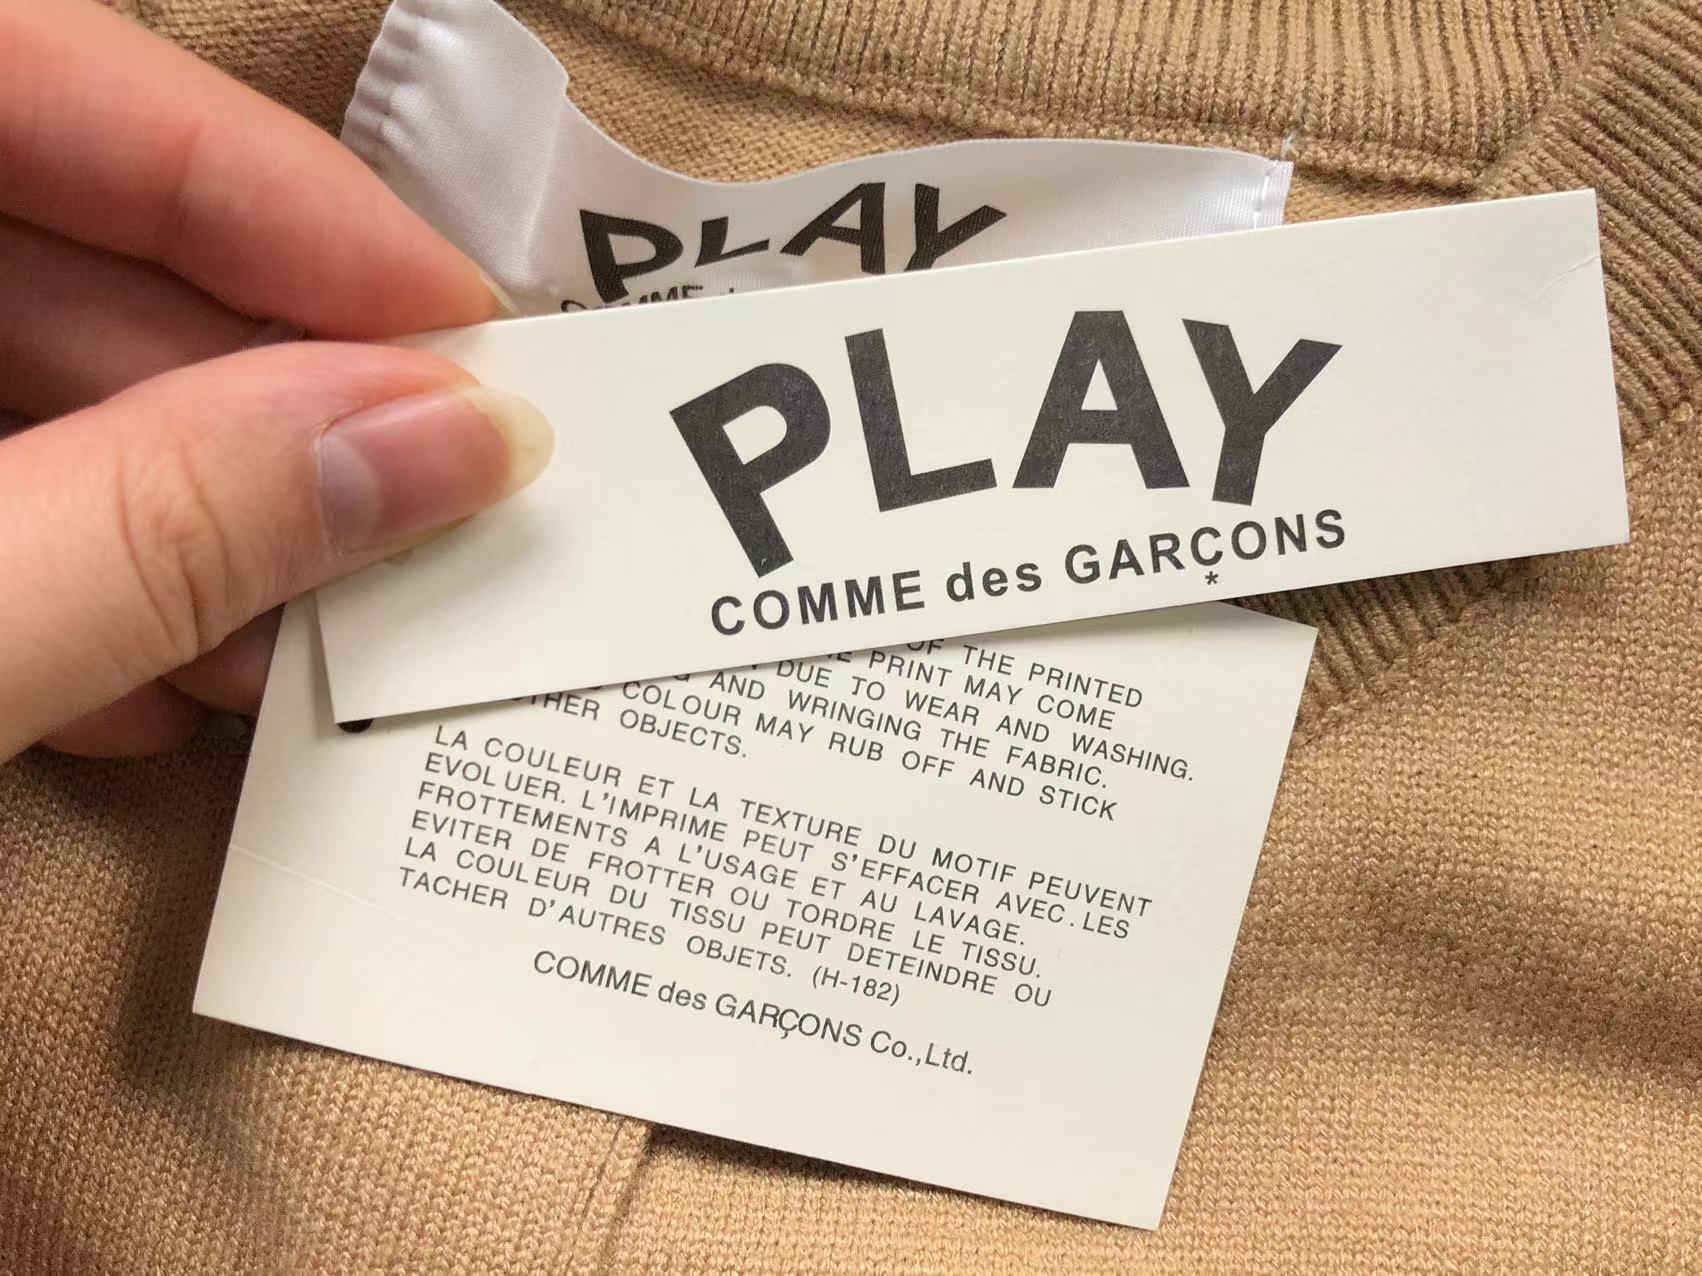 PLAY
PLAY
COMME des GARÇONS
*
OF THE PRINTED
PRINT MAY COME
DUE TO WEAR AND WASHING.
AND WRINGING THE FABRIC.
COLOUR MAY RUB OFF AND STICK
OBJECTS.
LA COULEUR ET LA TEXTURE DU MOTIF PEUVENT
EVOLUER. L'IMPRIME PEUT S'EFFACER AVEC.LES
FROTTEMENTS A L'USAGE ET AU LAVAGE.
EVITER DE FROTTER OU TORDRE LE TISSU.
LA COULEUR DU TISSU PEUT DETEINDRE OU
TACHER D'AUTRES OBJETS. (H-182)
COMME des GARÇONS Co.,Ltd.